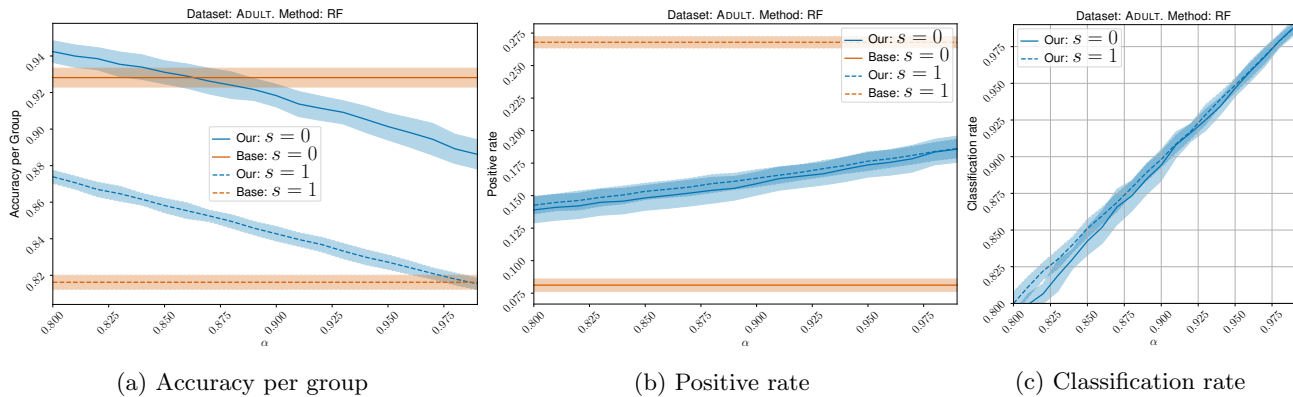 Dataset: ADULT. Method: RF
Accuracy per Group
0.94
0.92
0.90
0.88
0.86
0.84
0.82
Our: s = 0
Base: s = 0
Our: s = 1
Base: s = 1
0.800
0.825
0.850
0.875
0.900
0.925
0.950
0.975
α
(a) Accuracy per group
Dataset: ADULT. Method: RF
Positive rate
0.275
0.250
0.225
0.200
0.175
0.150
0.125
0.100
0.075
Our: s = 0
Base: s = 0
Our: s = 1
Base: s = 1
0.800
0.825
0.850
0.875
0.900
0.925
0.950
0.975
α
(b) Positive rate
Dataset: ADULT. Method: RF
Classification rate
0.975
0.950
0.925
0.900
0.875
0.850
0.825
0.800
Our: s = 0
Our: s = 1
0.800
0.825
0.850
0.875
0.900
0.925
0.950
0.975
α
(c) Classification rate